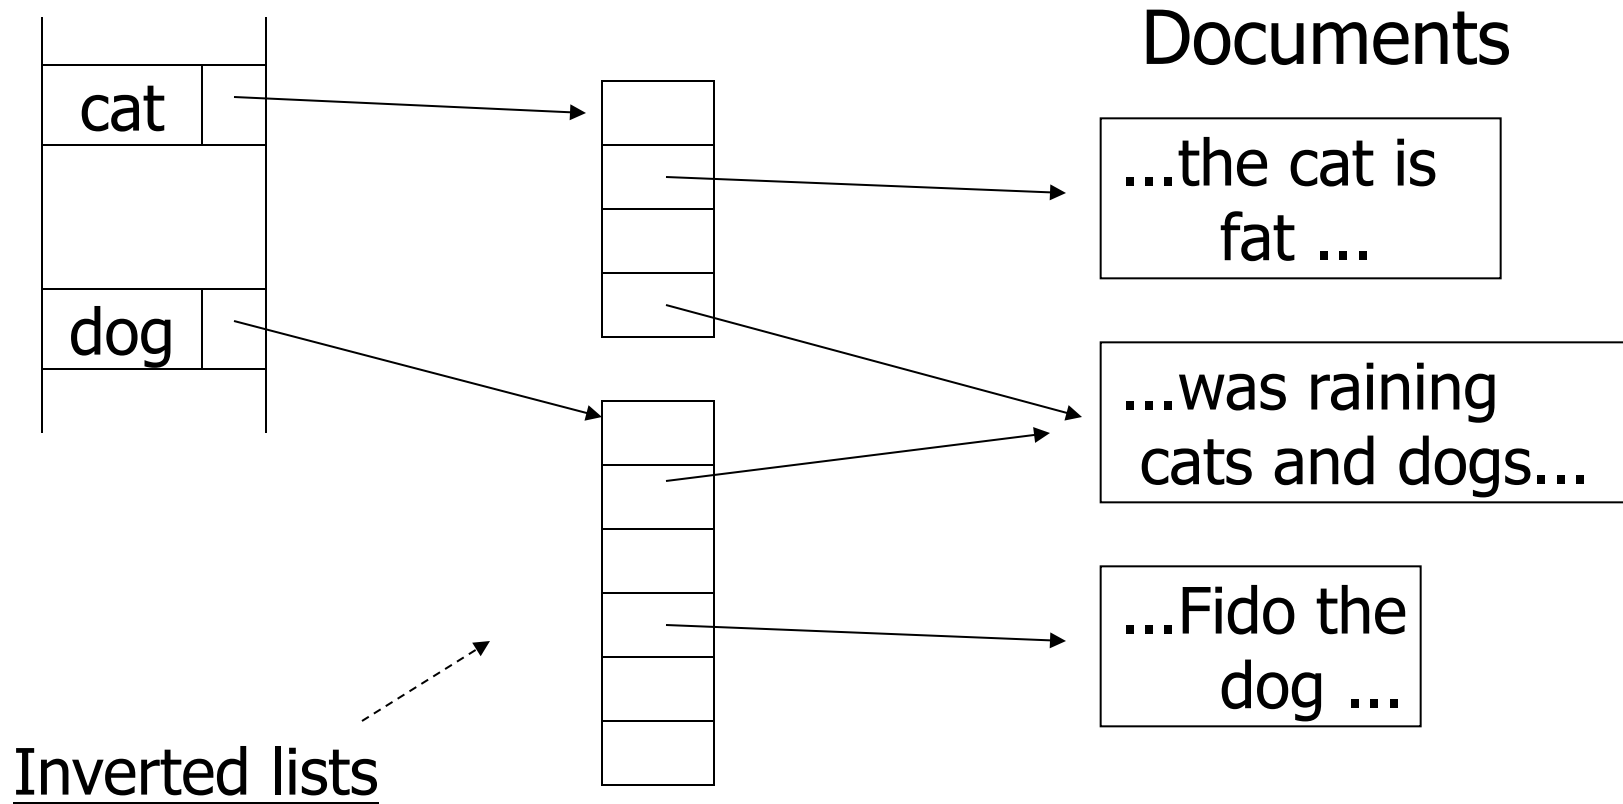 Documents
cat
...the cat is
fat ...
dog
...was raining
cats and dogs...
...Fido the
dog ...
Inverted lists